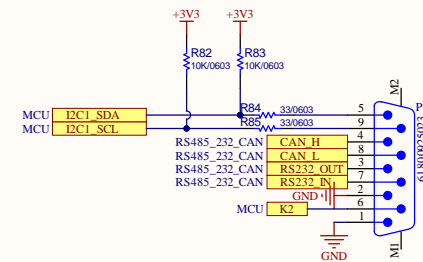 +3V3 +3V3
R82 R83
10K/0603 10K/0603
M2
R84 33/0603 5
MCU I2C1_SDA
R85 33/0603 9
MCU I2C1_SCL
RS485_232_CAN CAN_H 4
RS485_232_CAN CAN_L 8
RS485_232_CAN RS232_OUT 3
RS485_232_CAN RS232_IN 7
GND 2
MCU K2 6
1
GND
M1
P